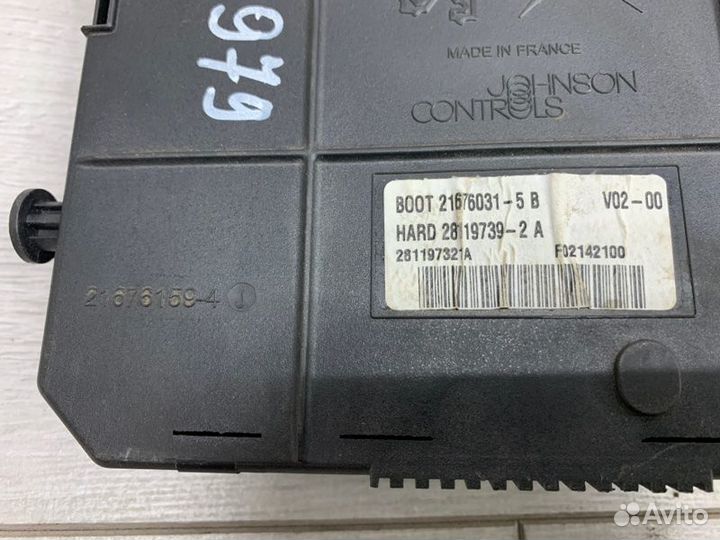 979
MADE IN FRANCE
JOHNSON
CONTROLS
BOOT 21676031-5 B V02-00
HARD 2819739-2 A
281197321A F02142100
21676159-4 J
Avito